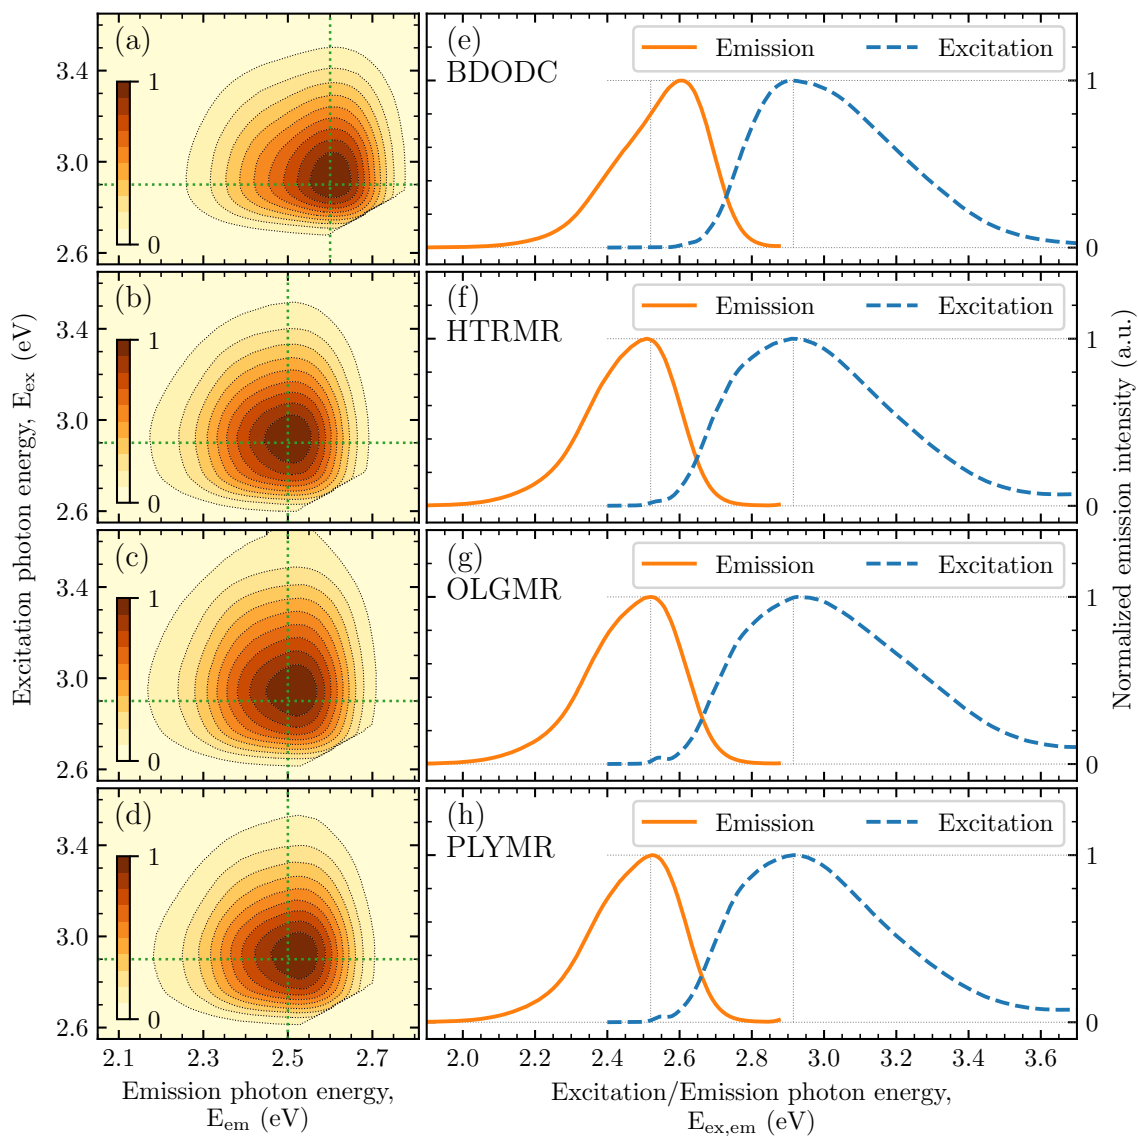 (a)
3.4
3.0
2.6
1
0
(b)
3.4
3.0
2.6
1
0
(c)
3.4
3.0
2.6
1
0
(d)
3.4
3.0
2.6
1
0
2.1 2.3 2.5 2.7
Emission photon energy,
E_em (eV)
Excitation photon energy, E_ex (eV)
(e)
BDODC
Emission Excitation
1
0
(f)
HTRMR
Emission Excitation
1
0
(g)
OLGMR
Emission Excitation
1
0
(h)
PLYMR
Emission Excitation
1
0
2.0 2.2 2.4 2.6 2.8 3.0 3.2 3.4 3.6
Excitation/Emission photon energy,
E_ex,em (eV)
Normalized emission intensity (a.u.)